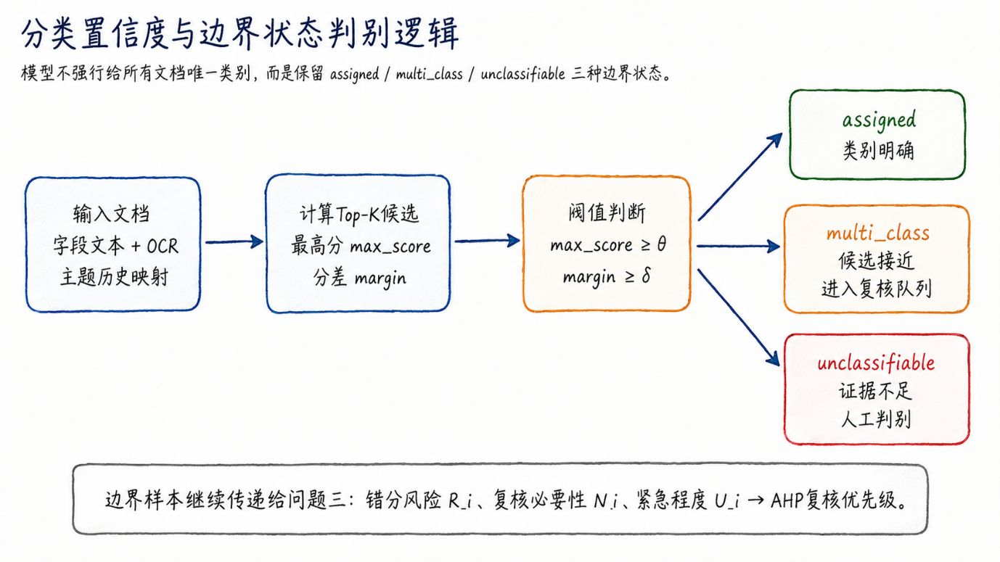 分类置信度与边界状态判别逻辑
模型不强行给所有文档唯一类别，而是保留 assigned / multi_class / unclassifiable 三种边界状态。
输入文档
字段文本 + OCR
主题历史映射
计算Top-K候选
最高分 max_score
分差 margin
阀值判断
max_score ≥ θ
margin ≥ δ
assigned
类别明确
multi_class
候选接近
进入复核队列
unclassifiable
证据不足
人工判别
边界样本继续传递给问题三：错分风险 R_i、复核必要性 N_i、紧急程度 U_i → AHP复核优先级。